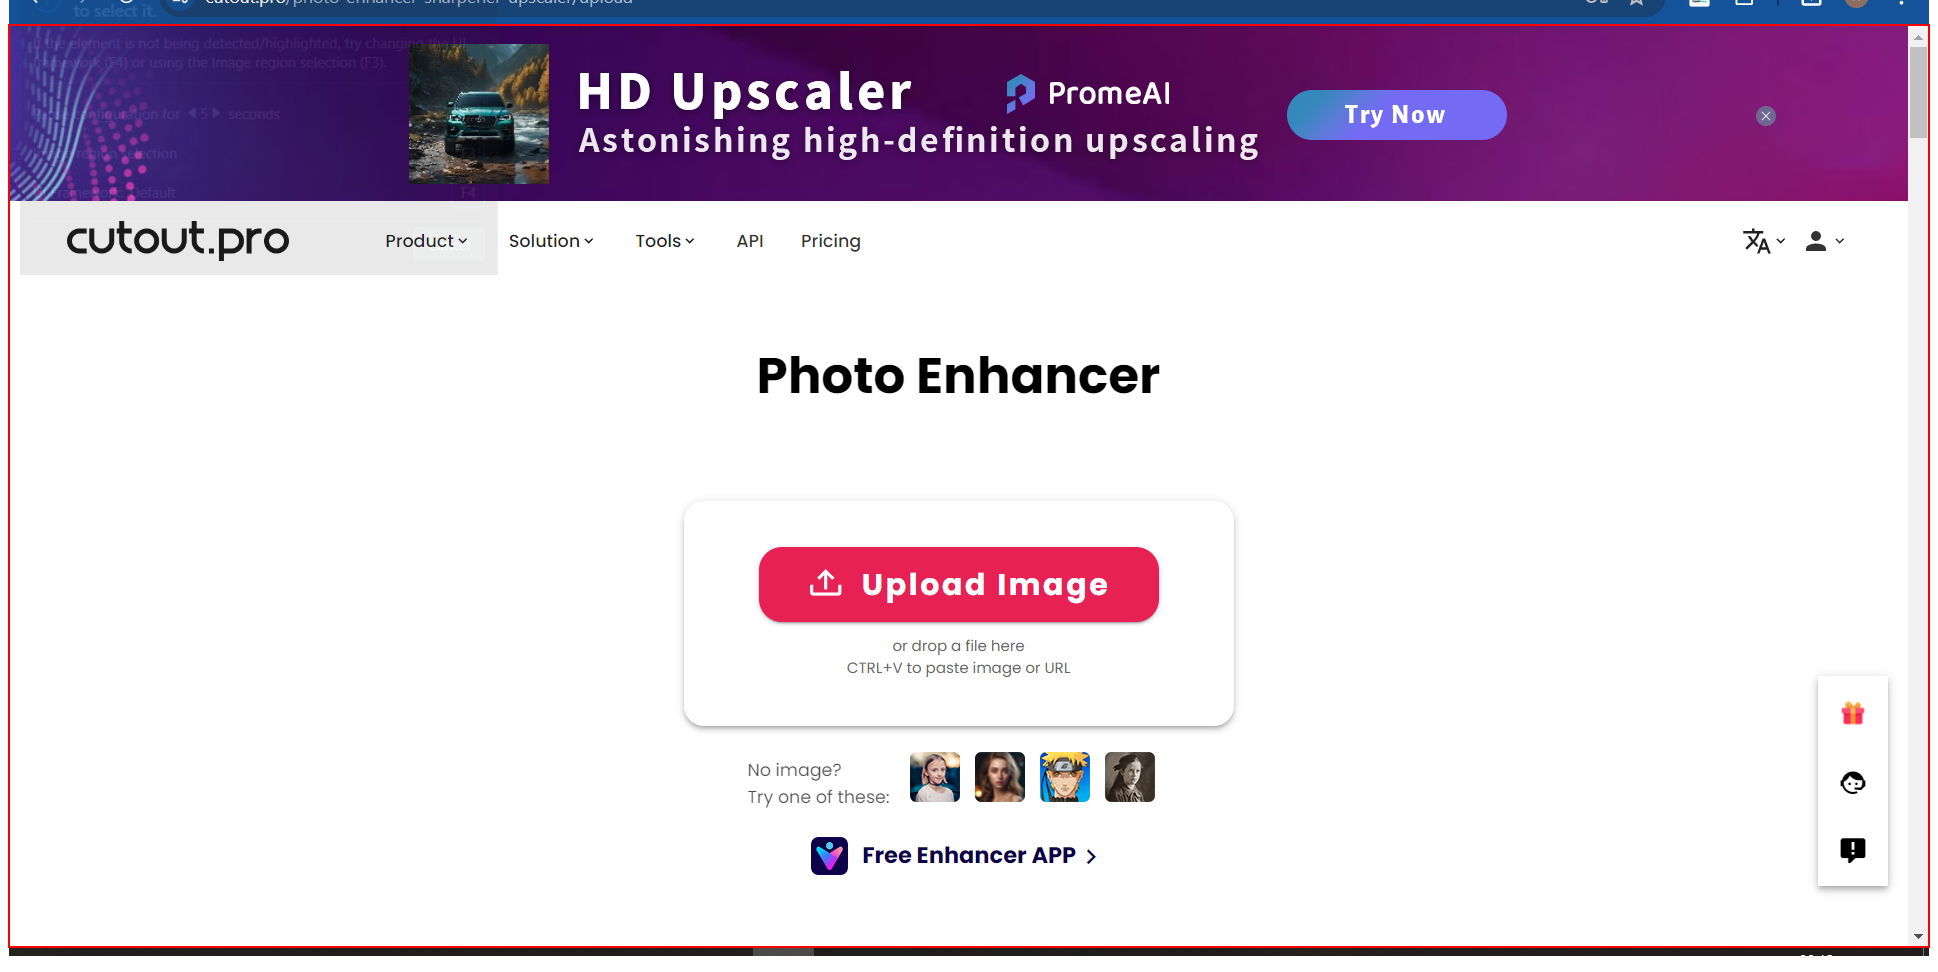 cutout.pro/photo-enhancer-sharpener-upscaler/upload
to select it.
the element is not being detected/highlighted, try changing the UI
framework (F4) or using the Image region selection (F3).
configuration for 5 seconds
region selection
Framework: Default
F4
HD Upscaler
PromeAI
Astonishing high-definition upscaling
Try Now
cutout.pro
Product
Solution
Tools
API
Pricing
Photo Enhancer
Upload Image
or drop a file here
CTRL+V to paste image or URL
No image?
Try one of these:
Free Enhancer APP